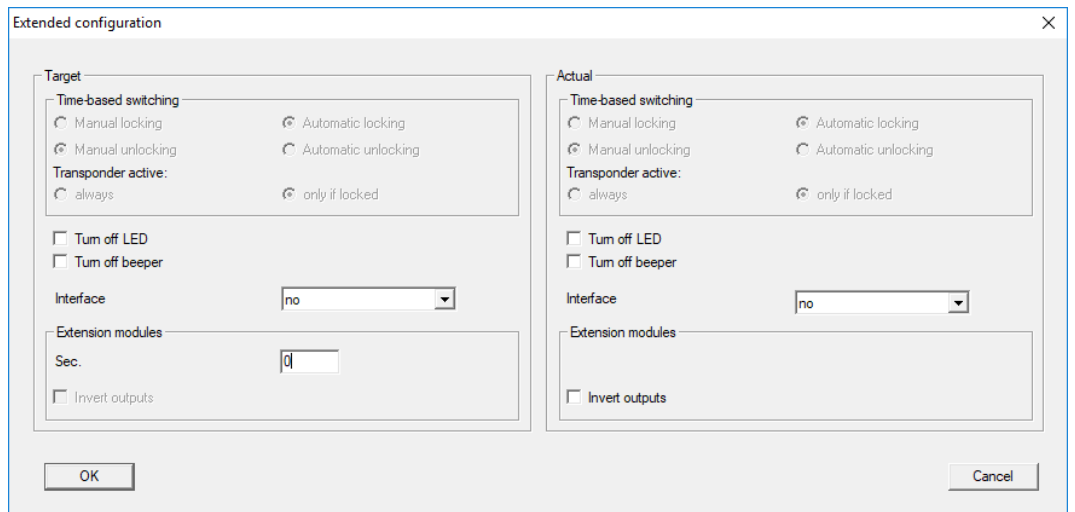 Extended configuration
Target
Time-based switching
Manual locking
Automatic locking
Manual unlocking
Automatic unlocking
Transponder active:
always
only if locked
Turn off LED
Turn off beeper
Interface
no
Extension modules
Sec.
0
Invert outputs
Actual
Time-based switching
Manual locking
Automatic locking
Manual unlocking
Automatic unlocking
Transponder active:
always
only if locked
Turn off LED
Turn off beeper
Interface
no
Extension modules
Invert outputs
OK
Cancel